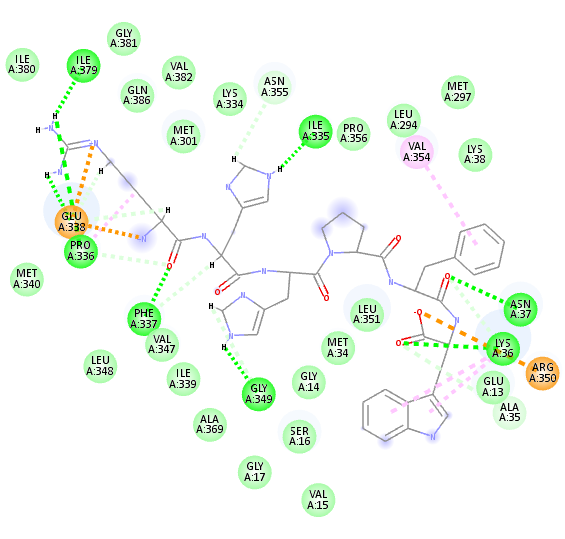 GLY
A:381
ILE
A:380
ILE
A:379
VAL
A:382
GLN
A:386
LYS
A:334
ASN
A:355
MET
A:301
ILE
A:335
PRO
A:356
LEU
A:294
MET
A:297
VAL
A:354
LYS
A:38
H
N
N
H
N
H
N
N
H
GLU
A:338
H
N
N
PRO
A:336
O
H
O
N
N
O
O
N
O
MET
A:340
PHE
A:337
VAL
A:347
H
N
N
H
LEU
A:351
O-
O
N
ASN
A:37
LYS
A:36
LEU
A:348
ILE
A:339
GLY
A:349
GLY
A:14
MET
A:34
GLU
A:13
ARG
A:350
ALA
A:35
ALA
A:369
SER
A:16
N
GLY
A:17
VAL
A:15